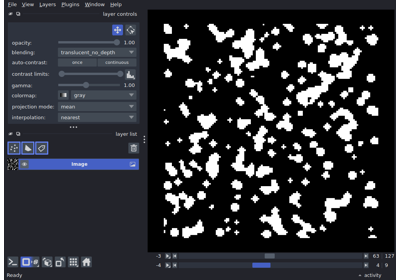 File View Layers Plugins Window Help
layer controls
opacity: 1.00
blending: translucent_no_depth
auto-contrast: once continuous
contrast limits:
gamma: 1.00
colormap: gray
projection mode: mean
interpolation: nearest
layer list
Image
-3 63 127
-4 4 9
Ready activity